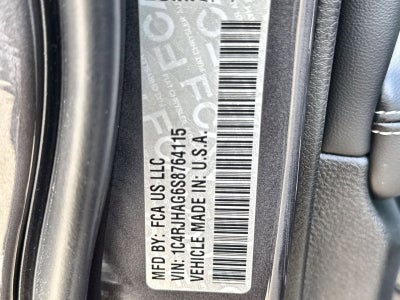 MFD BY: FCA US LLC
VIN: 1C4RJHAG6S8764115
VEHICLE MADE IN: U.S.A.